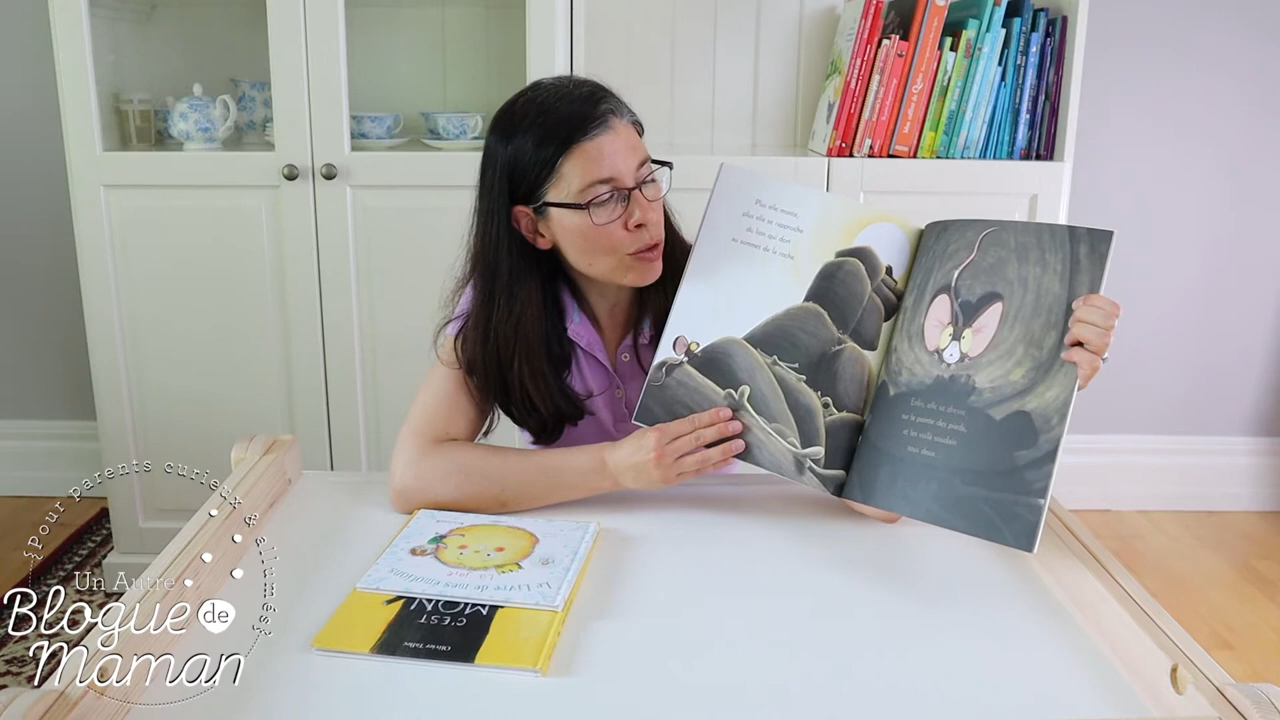 Plus elle monte,
plus elle se rapproche
du lion qui dort
au sommet de la roche.
Enfin, elle se dresse,
sur la pointe des pieds,
et les voilà soudain
tous deux
Le Livre de mes émotions
La joie
C'EST
MON
Olivier Tallec
{Pour parents curieux & allumés}
Un Autre
Blogue de
Maman